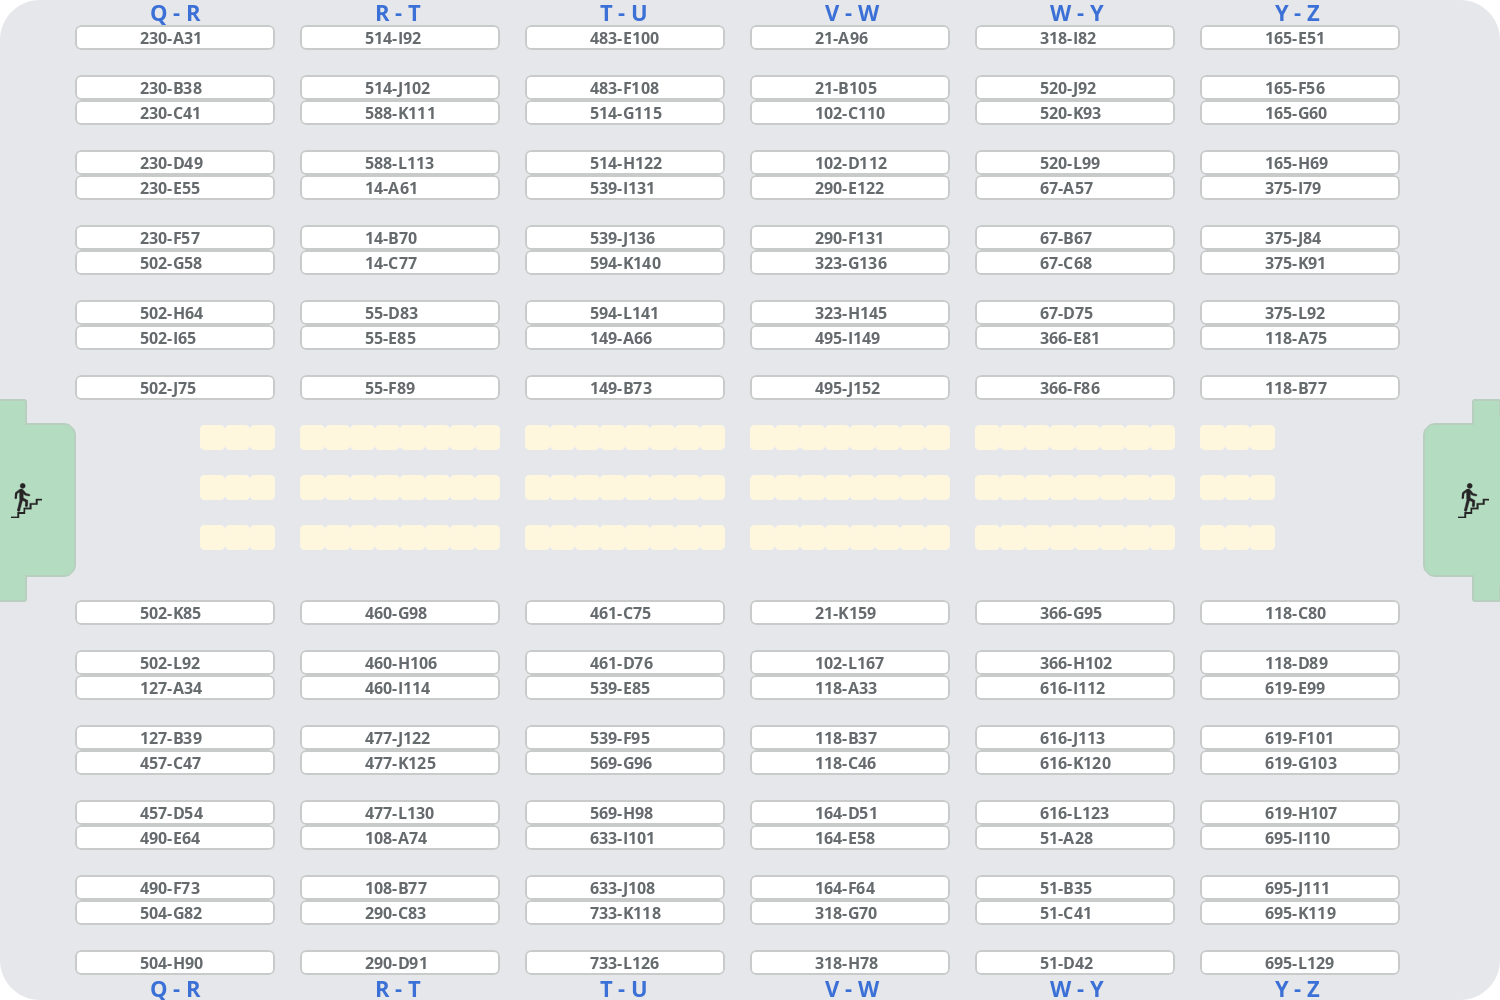 Q - R R - T T - U V - W W - Y Y - Z
230-A31 514-I92 483-E100 21-A96 318-I82 165-E51
230-B38 514-J102 483-F108 21-B105 520-J92 165-F56
230-C41 588-K111 514-G115 102-C110 520-K93 165-G60
230-D49 588-L113 514-H122 102-D112 520-L99 165-H69
230-E55 14-A61 539-I131 290-E122 67-A57 375-I79
230-F57 14-B70 539-J136 290-F131 67-B67 375-J84
502-G58 14-C77 594-K140 323-G136 67-C68 375-K91
502-H64 55-D83 594-L141 323-H145 67-D75 375-L92
502-I65 55-E85 149-A66 495-I149 366-E81 118-A75
502-J75 55-F89 149-B73 495-J152 366-F86 118-B77
502-K85 460-G98 461-C75 21-K159 366-G95 118-C80
502-L92 460-H106 461-D76 102-L167 366-H102 118-D89
127-A34 460-I114 539-E85 118-A33 616-I112 619-E99
127-B39 477-J122 539-F95 118-B37 616-J113 619-F101
457-C47 477-K125 569-G96 118-C46 616-K120 619-G103
457-D54 477-L130 569-H98 164-D51 616-L123 619-H107
490-E64 108-A74 633-I101 164-E58 51-A28 695-I110
490-F73 108-B77 633-J108 164-F64 51-B35 695-J111
504-G82 290-C83 733-K118 318-G70 51-C41 695-K119
504-H90 290-D91 733-L126 318-H78 51-D42 695-L129
Q - R R - T T - U V - W W - Y Y - Z